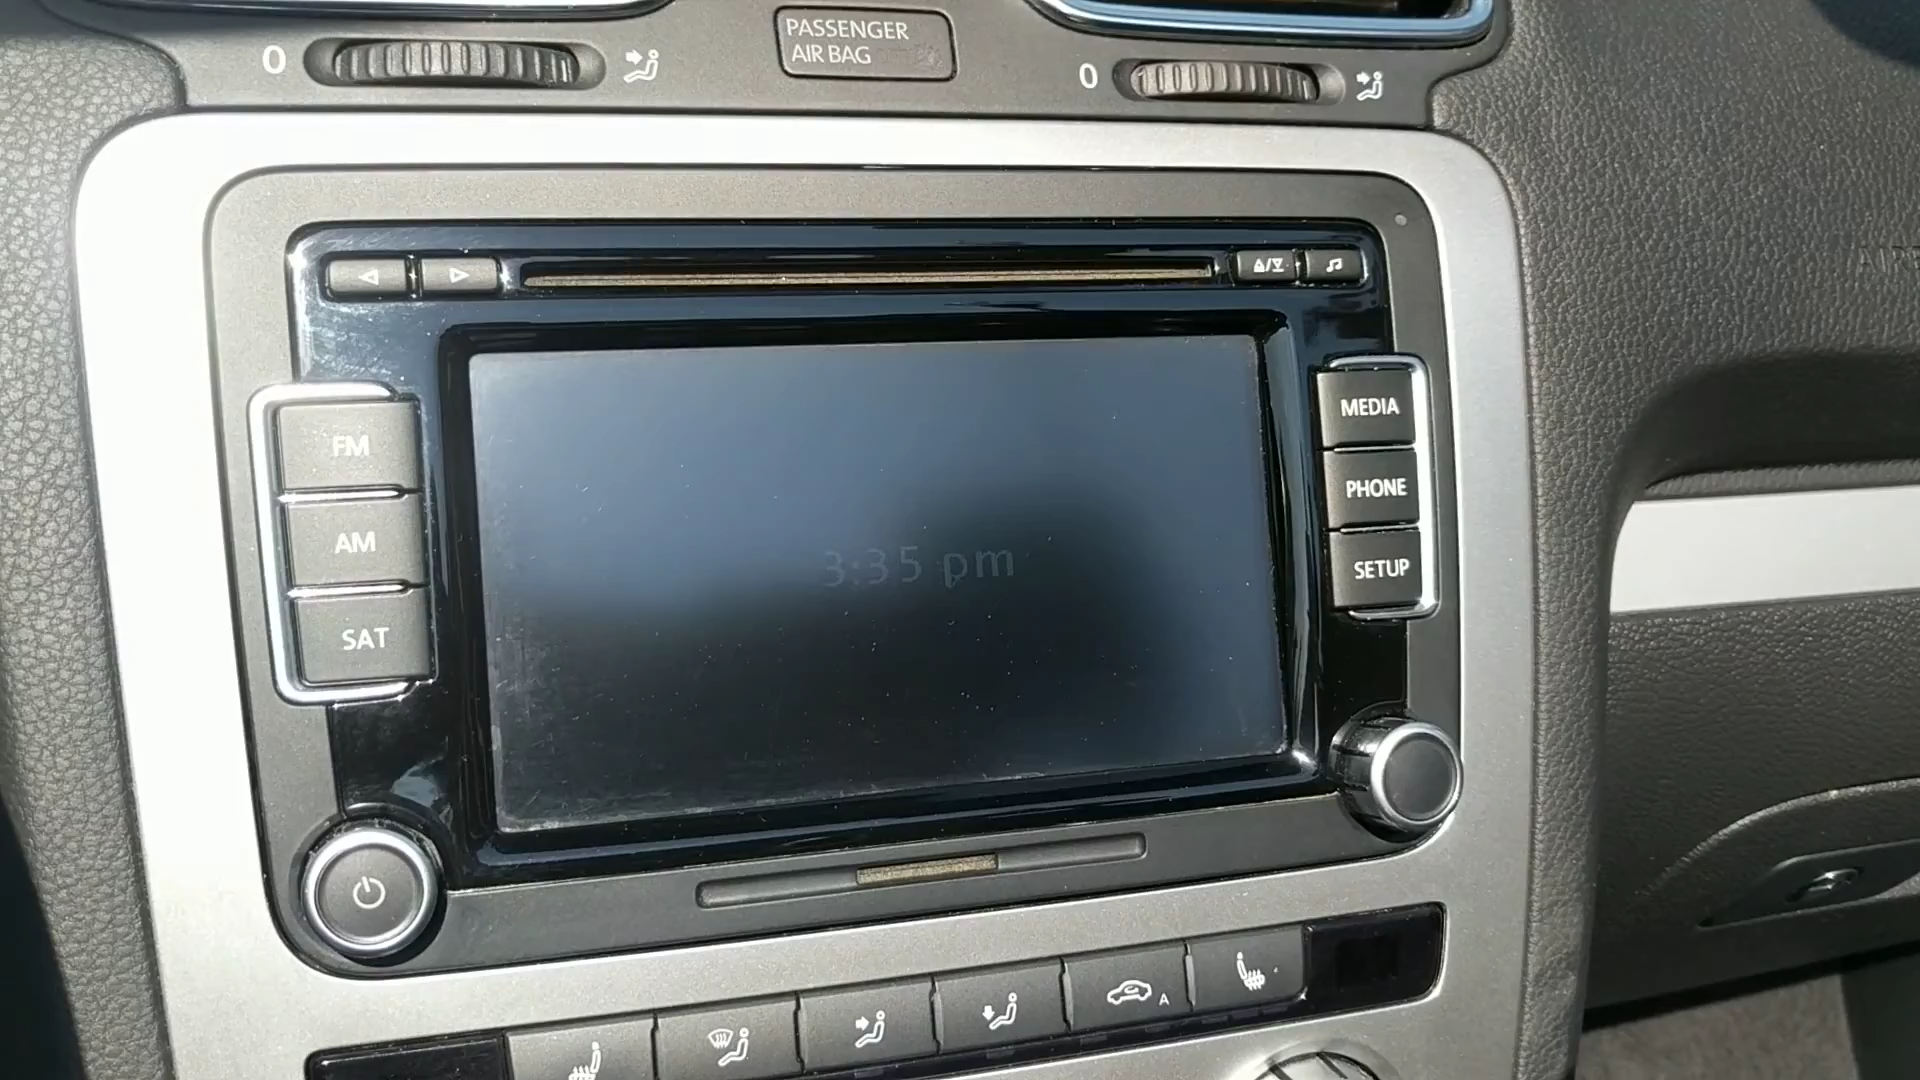 0
PASSENGER
AIR BAG
0
MEDIA
FM
PHONE
AM
3:35 pm
SETUP
SAT
A